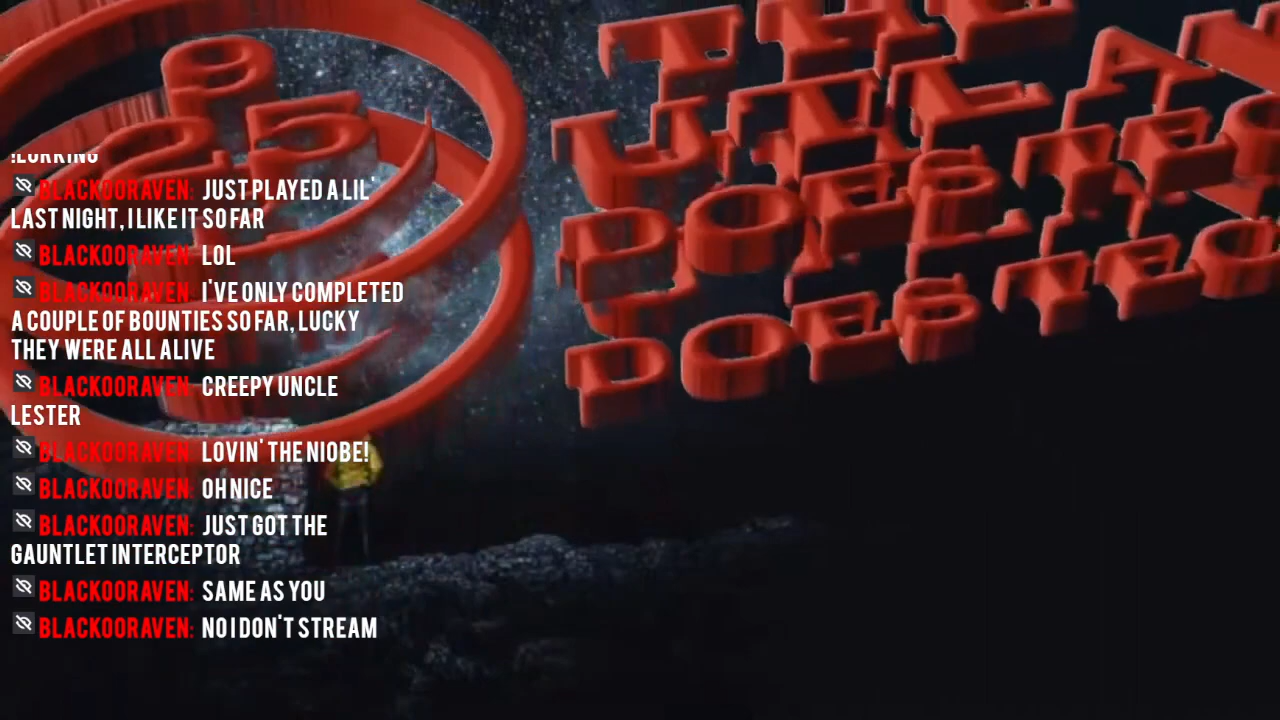 !LURKING
BLACKOORAVEN: JUST PLAYED A LIL'
LAST NIGHT, I LIKE IT SO FAR
BLACKOORAVEN: LOL
BLACKOORAVEN: I'VE ONLY COMPLETED
A COUPLE OF BOUNTIES SO FAR, LUCKY
THEY WERE ALL ALIVE
BLACKOORAVEN: CREEPY UNCLE
LESTER
BLACKOORAVEN: LOVIN' THE NIOBE!
BLACKOORAVEN: OH NICE
BLACKOORAVEN: JUST GOT THE
GAUNTLET INTERCEPTOR
BLACKOORAVEN: SAME AS YOU
BLACKOORAVEN: NO I DON'T STREAM
9
25
THE
DOES
DOES